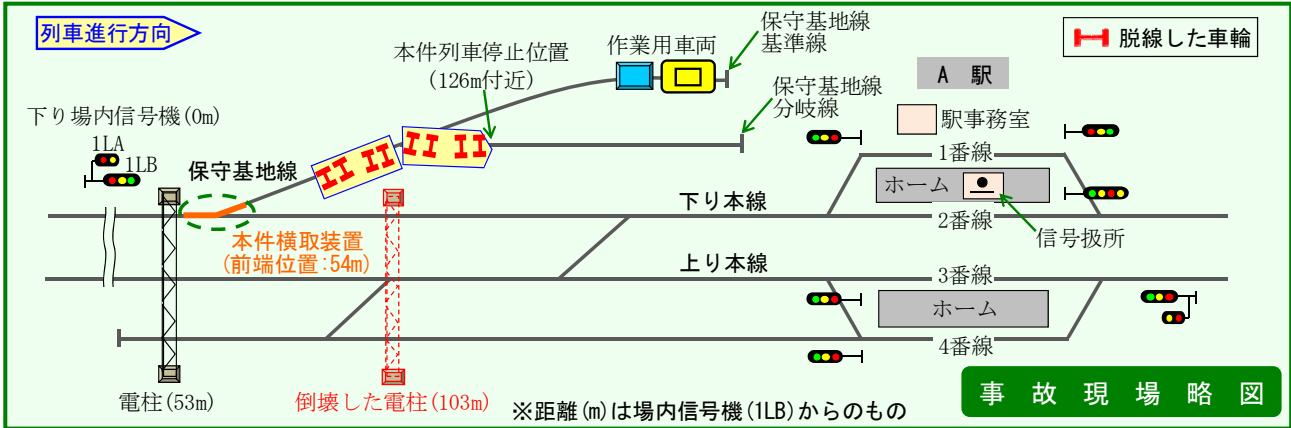 列車進行方向
保守基地線
基準線
作業用車両
本件列車停止位置
(126m付近)
脱線した車輪
A 駅
保守基地線
分岐線
下り場内信号機(0m)
1LA
1LB
駅事務室
保守基地線
1番線
ホーム
下り本線
2番線
信号扱所
本件横取装置
(前端位置:54m)
上り本線
3番線
ホーム
4番線
電柱(53m)
倒壊した電柱(103m)
※距離(m)は場内信号機(1LB)からのもの
事 故 現 場 略 図